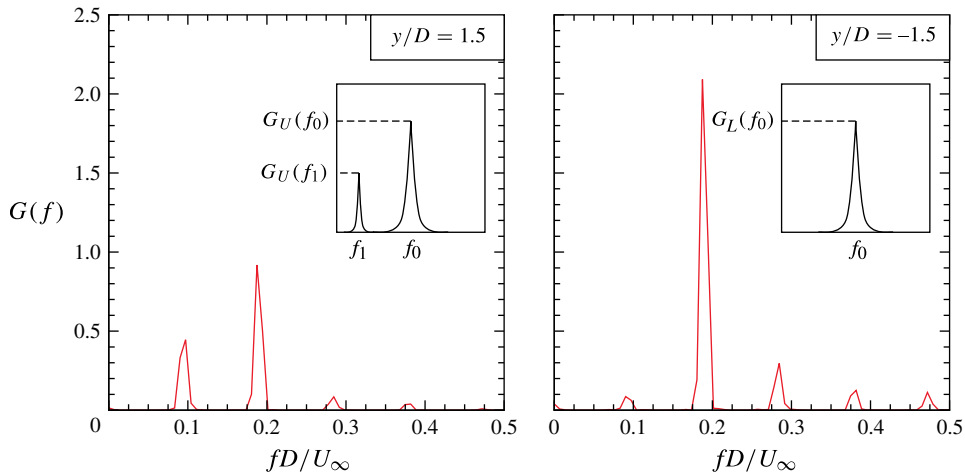 2.5
2.0
1.5
1.0
0.5
0
G(f)
y/D = 1.5
G_U(f_0)
G_U(f_1)
f_1 f_0
0.1 0.2 0.3 0.4 0.5
fD/U_∞
y/D = –1.5
G_L(f_0)
f_0
0 0.1 0.2 0.3 0.4 0.5
fD/U_∞